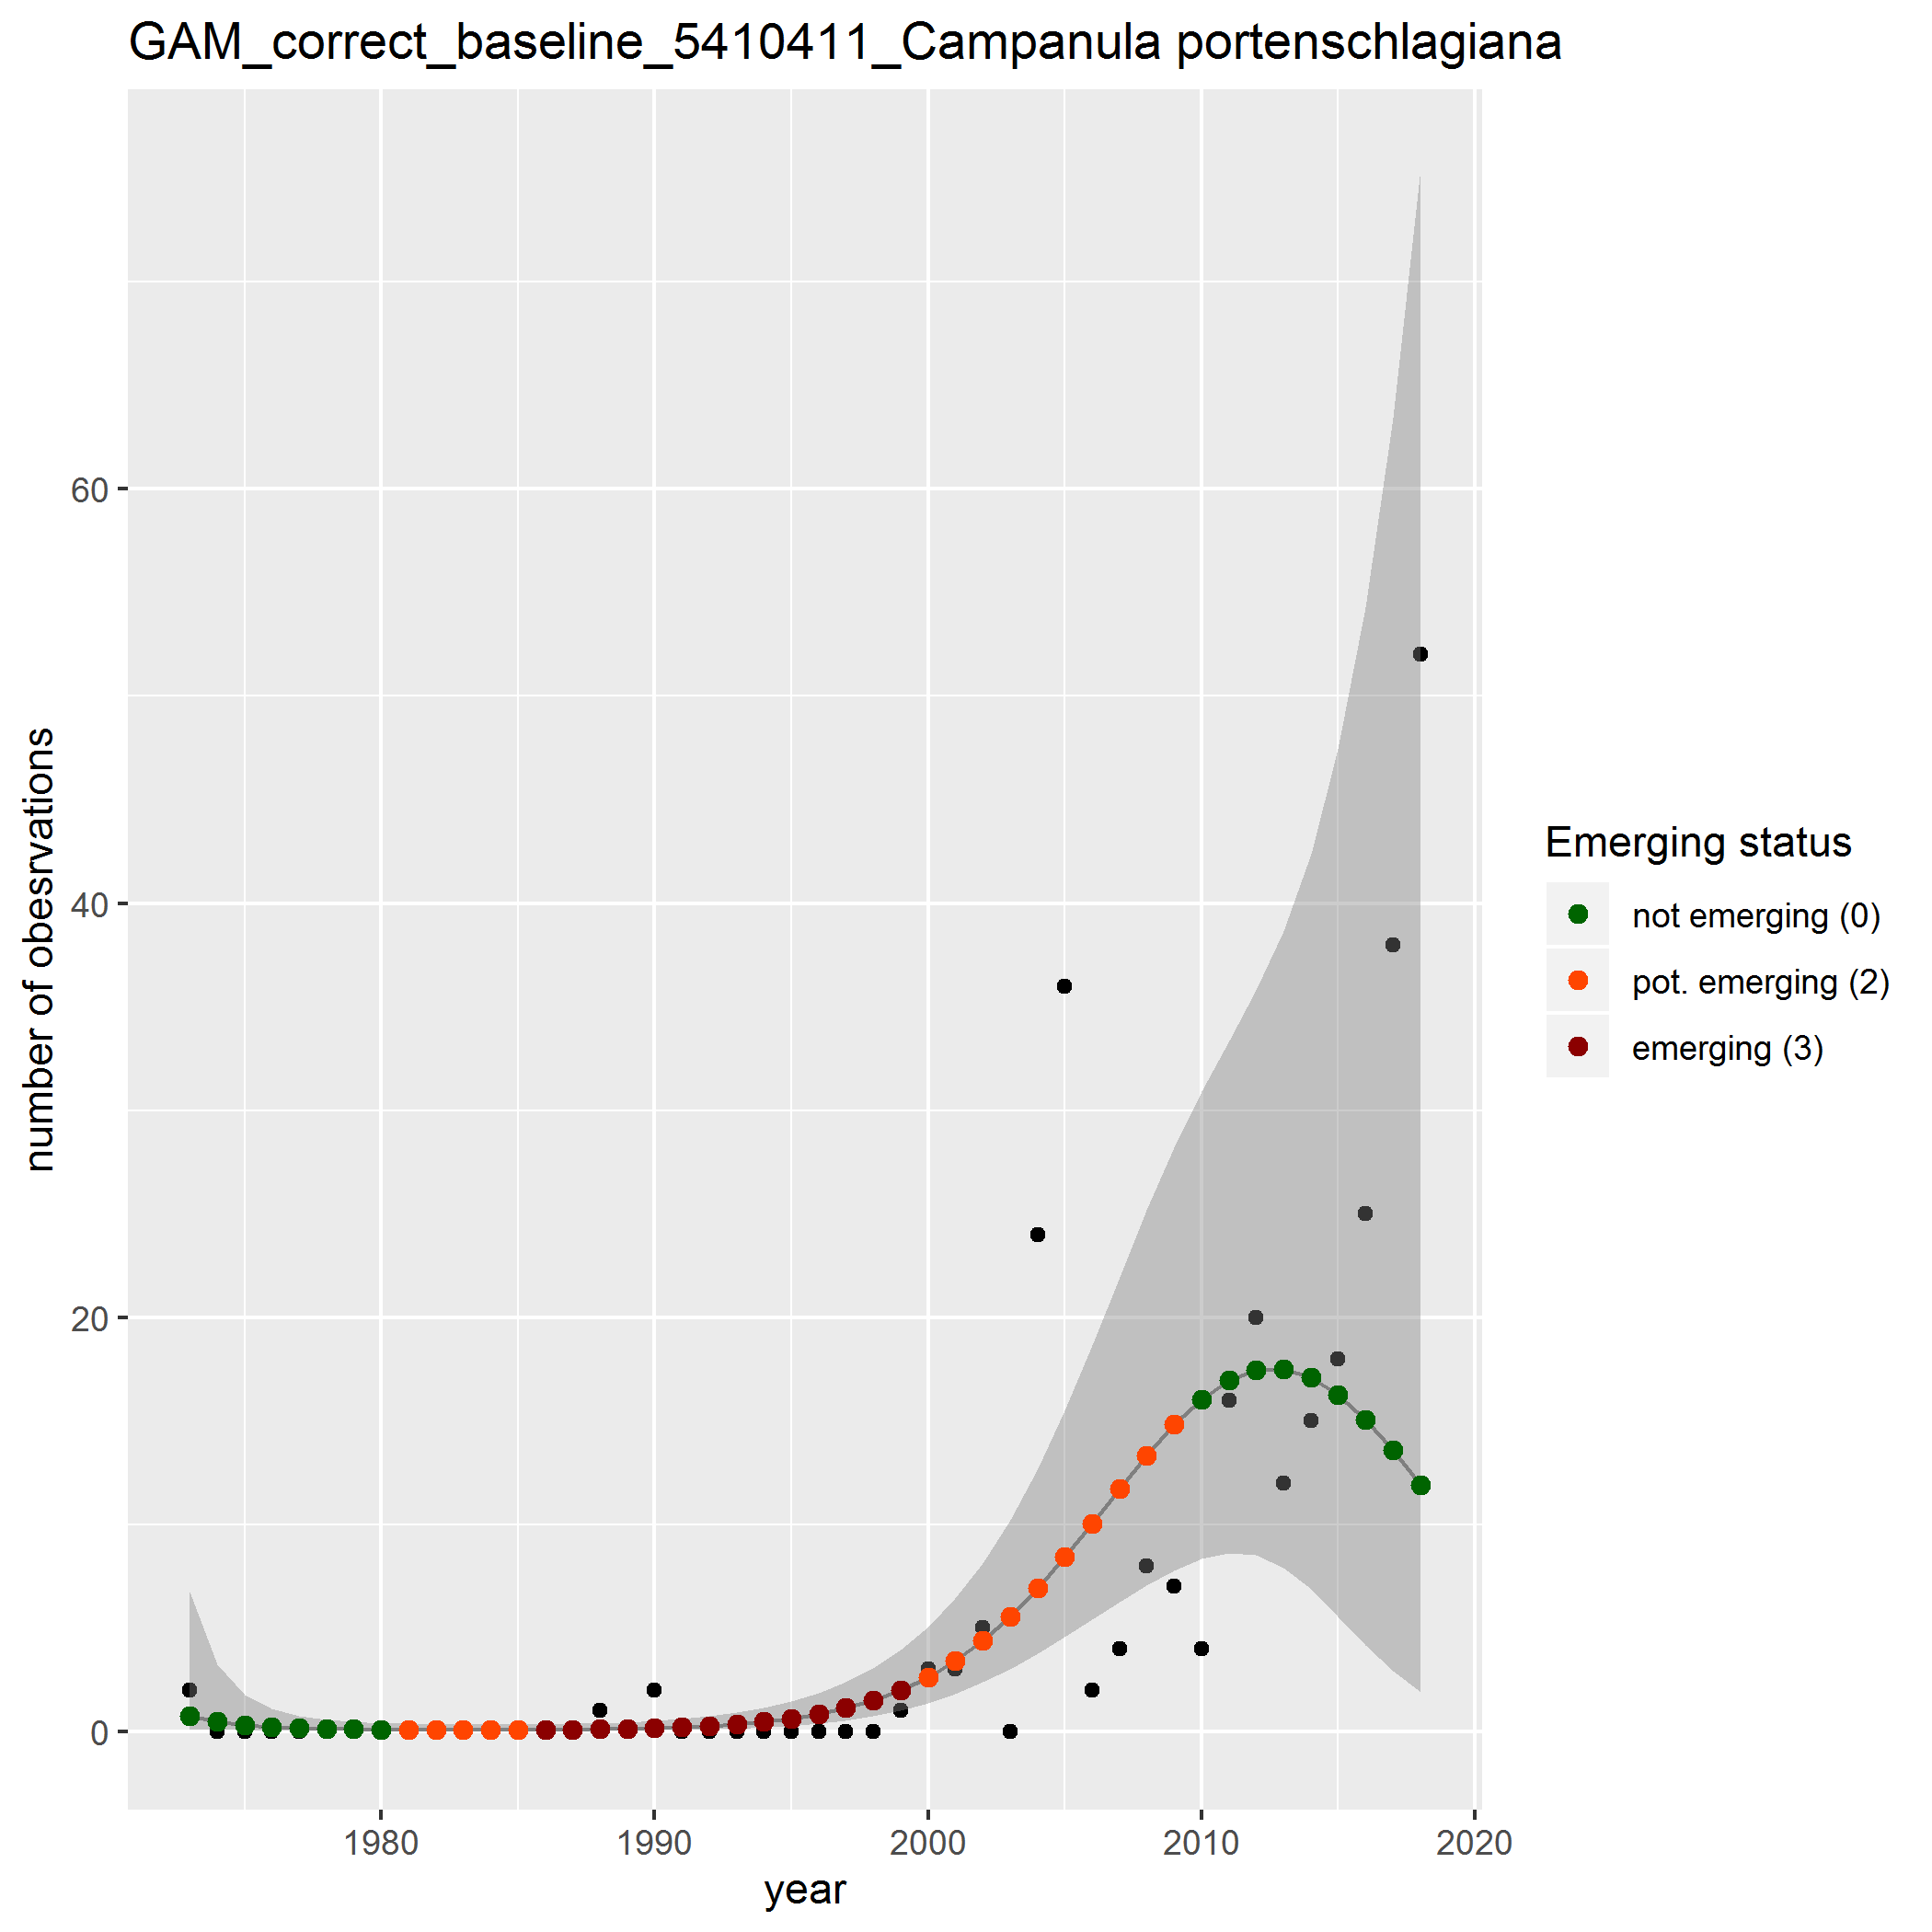 GAM_correct_baseline_5410411_Campanula portenschlagiana
number of obesrvations
60
40
20
0
1980
1990
2000
2010
2020
year
Emerging status
not emerging (0)
pot. emerging (2)
emerging (3)